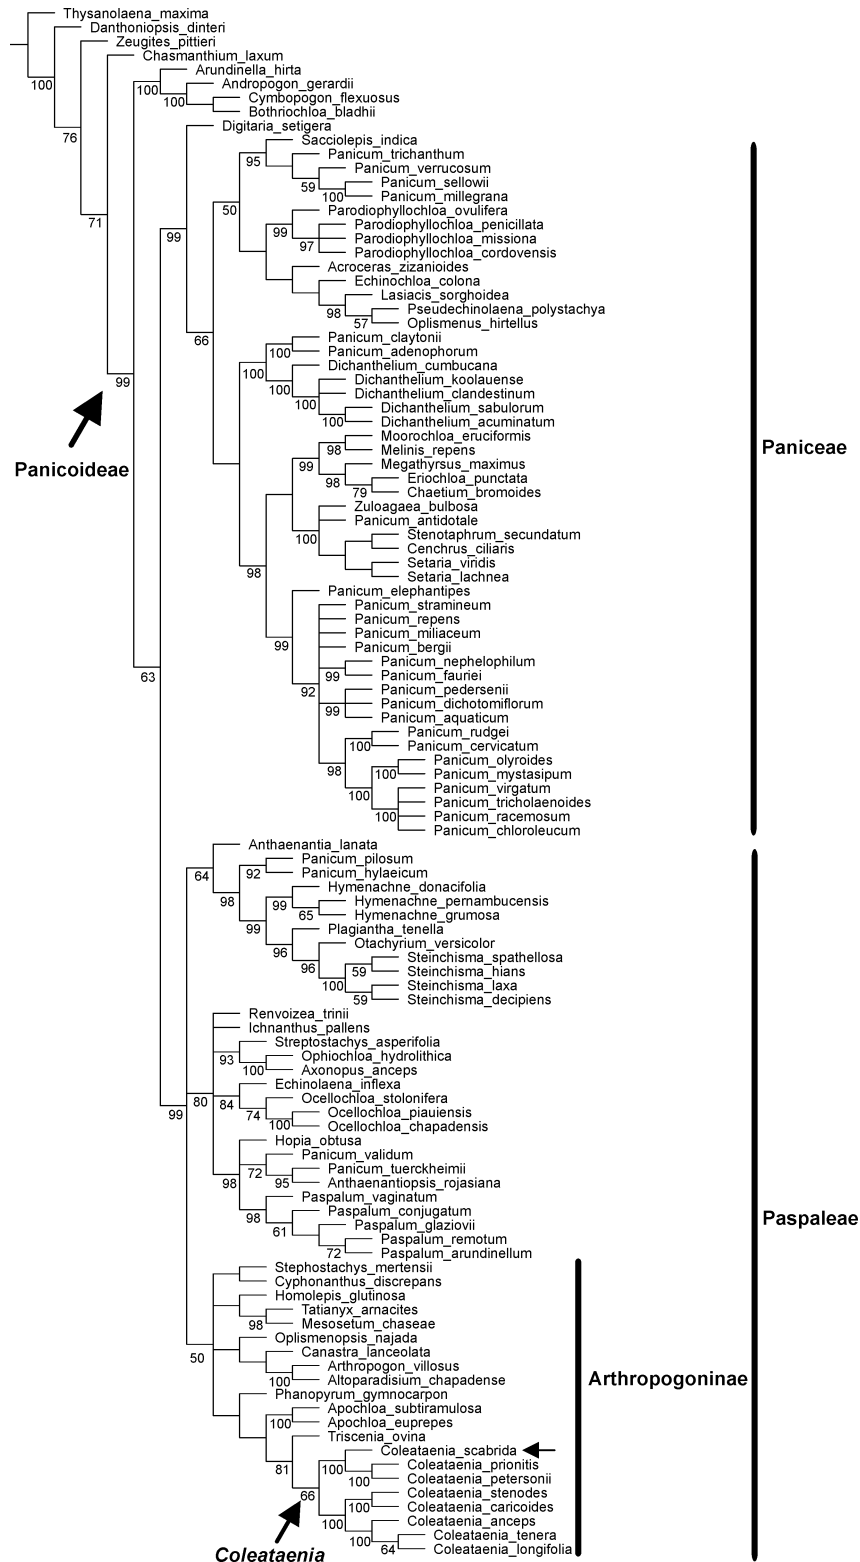 Thysanolaena_maxima
Danthoniopsis_dinteri
Zeugites_pittieri
Chasmanthium_laxum
Arundinella_hirta
100
Andropogon_gerardii
100
Cymbopogon_flexuosus
100
Bothriochloa_bladhii
Digitaria_setigera
76
Sacciolepis_indica
Panicum_trichanthum
95
Panicum_verrucosum
Panicum_sellowii
59
Panicum_millegrana
100
Parodiophyllochloa_ovulifera
50
71
Parodiophyllochloa_penicillata
99
99
Parodiophyllochloa_missiona
97
Parodiophyllochloa_cordovensis
Acroceras_zizanioides
Echinochloa_colona
Lasiacis_sorghoidea
Pseudechinolaena_polystachya
98
Oplismenus_hirtellus
57
Panicum_claytonii
66
Panicum_adenophorum
100
Dichanthelium_cumbucana
100
Dichanthelium_koolauense
99
100
Dichanthelium_clandestinum
100
Dichanthelium_sabulorum
Dichanthelium_acuminatum
100
Moorochloa_eruciformis
Paniceae
Melinis_repens
98
Megathyrsus_maximus
99
Panicoideae
Eriochloa_punctata
98
Chaetium_bromoides
79
Zuloagaea_bulbosa
Panicum_antidotale
Stenotaphrum_secundatum
100
Cenchrus_ciliaris
Setaria_viridis
98
Setaria_lachnea
Panicum_elephantipes
Panicum_stramineum
Panicum_repens
Panicum_miliaceum
99
Panicum_bergii
Panicum_nephelophilum
Panicum_fauriei
99
63
Panicum_pedersenii
92
Panicum_dichotomiflorum
99
Panicum_aquaticum
Panicum_rudgei
Panicum_cervicatum
100
Panicum_olyroides
98
Panicum_mystasipum
100
Panicum_virgatum
100
Panicum_tricholaenoides
Panicum_racemosum
100
Panicum_chloroleucum
Anthaenantia_lanata
Panicum_pilosum
64
Panicum_hylaeicum
92
Hymenachne_donacifolia
98
Hymenachne_pernambucensis
99
Hymenachne_grumosa
65
Plagiantha_tenella
99
Otachyrium_versicolor
96
Steinchisma_spathellosa
96
Steinchisma_hians
59
Steinchisma_laxa
100
Steinchisma_decipiens
59
Renvoizea_trinii
Ichnanthus_pallens
Streptostachys_asperifolia
Ophiochloa_hydrolithica
93
Axonopus_anceps
100
Echinolaena_inflexa
Ocellochloa_stolonifera
80
84
Ocellochloa_piauiensis
99
74
Ocellochloa_chapadensis
100
Hopia_obtusa
Panicum_validum
Panicum_tuerckheimii
72
Anthaenantiopsis_rojasiana
98
95
Paspalum_vaginatum
Paspalum_conjugatum
98
Paspaleae
Paspalum_glaziovii
61
Paspalum_remotum
Paspalum_arundinellum
72
Stephostachys_mertensii
Cyphonanthus_discrepans
Homolepis_glutinosa
Tatianyx_arnacites
Mesosetum_chaseae
98
Oplismenopsis_najada
Canastra_lanceolata
50
Arthropogon_villosus
Altoparadisium_chapadense
100
Arthropogoninae
Phanopyrum_gymnocarpon
Apochloa_subtiramulosa
Apochloa_euprepes
100
Triscenia_ovina
Coleataenia_scabrida
Coleataenia_prionitis
81
100
Coleataenia_petersonii
100
Coleataenia_stenodes
66
Coleataenia_caricoides
100
Coleataenia_anceps
100
Coleataenia_tenera
100
Coleataenia_longifolia
64
Coleataenia